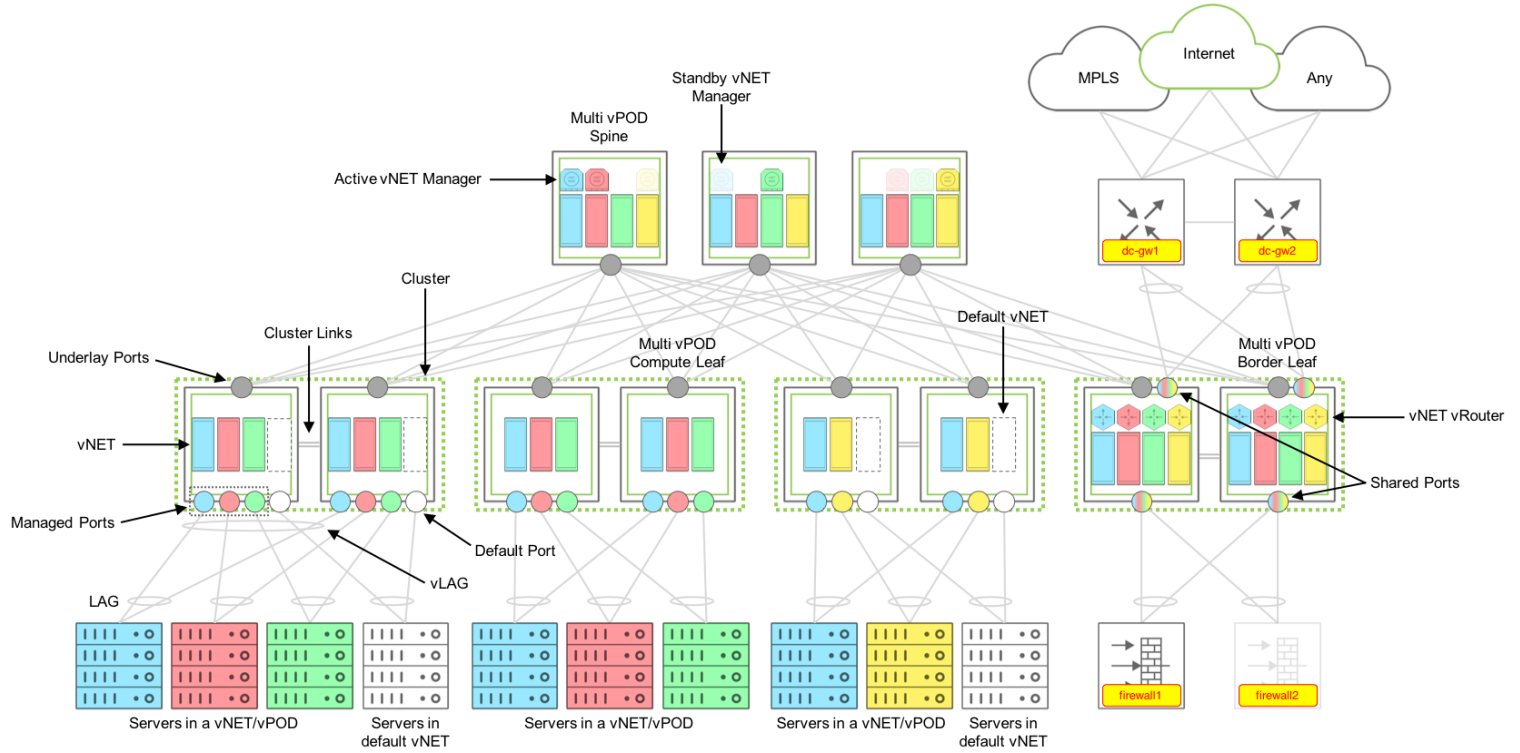 Internet
MPLS
Any
Standby vNET
Manager
Multi vPOD
Spine
Active vNET Manager
dc-gw1
dc-gw2
Cluster
Cluster Links
Default vNET
Underlay Ports
Multi vPOD
Compute Leaf
Multi vPOD
Border Leaf
vNET
vNET vRouter
Shared Ports
Managed Ports
Default Port
vLAG
LAG
firewall1
firewall2
Servers in a vNET/vPOD
Servers in
default vNET
Servers in a vNET/vPOD
Servers in a vNET/vPOD
Servers in
default vNET